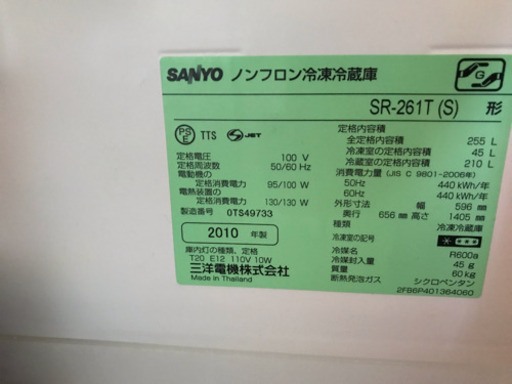 SANYO ノンフロン冷凍冷蔵庫
G
SR-261T (S) 形
PS E TTS JET
定格電圧 100 V
定格周波数 50/60 Hz
電動機の
定格消費電力 95/100 W
電熱装置の
定格消費電力 130/130 W
製造番号 0TS49733
2010 年製
庫内灯の種類、定格
T20 E12 110V 10W
三洋電機株式会社
Made in Thailand
定格内容積
全定格内容積 255 L
冷凍室の定格内容積 45 L
冷蔵室の定格内容積 210 L
消費電力量 (JIS C 9801-2006年)
50Hz 440 kWh/年
60Hz 440 kWh/年
外形寸法 幅 596 mm
奥行 656 mm 高さ 1405 mm
種類 冷凍冷蔵庫
冷凍室の記号
冷媒名 R600a
冷媒封入量 45 g
質量 60 kg
断熱発泡ガス シクロペンタン
2FB6P401364060